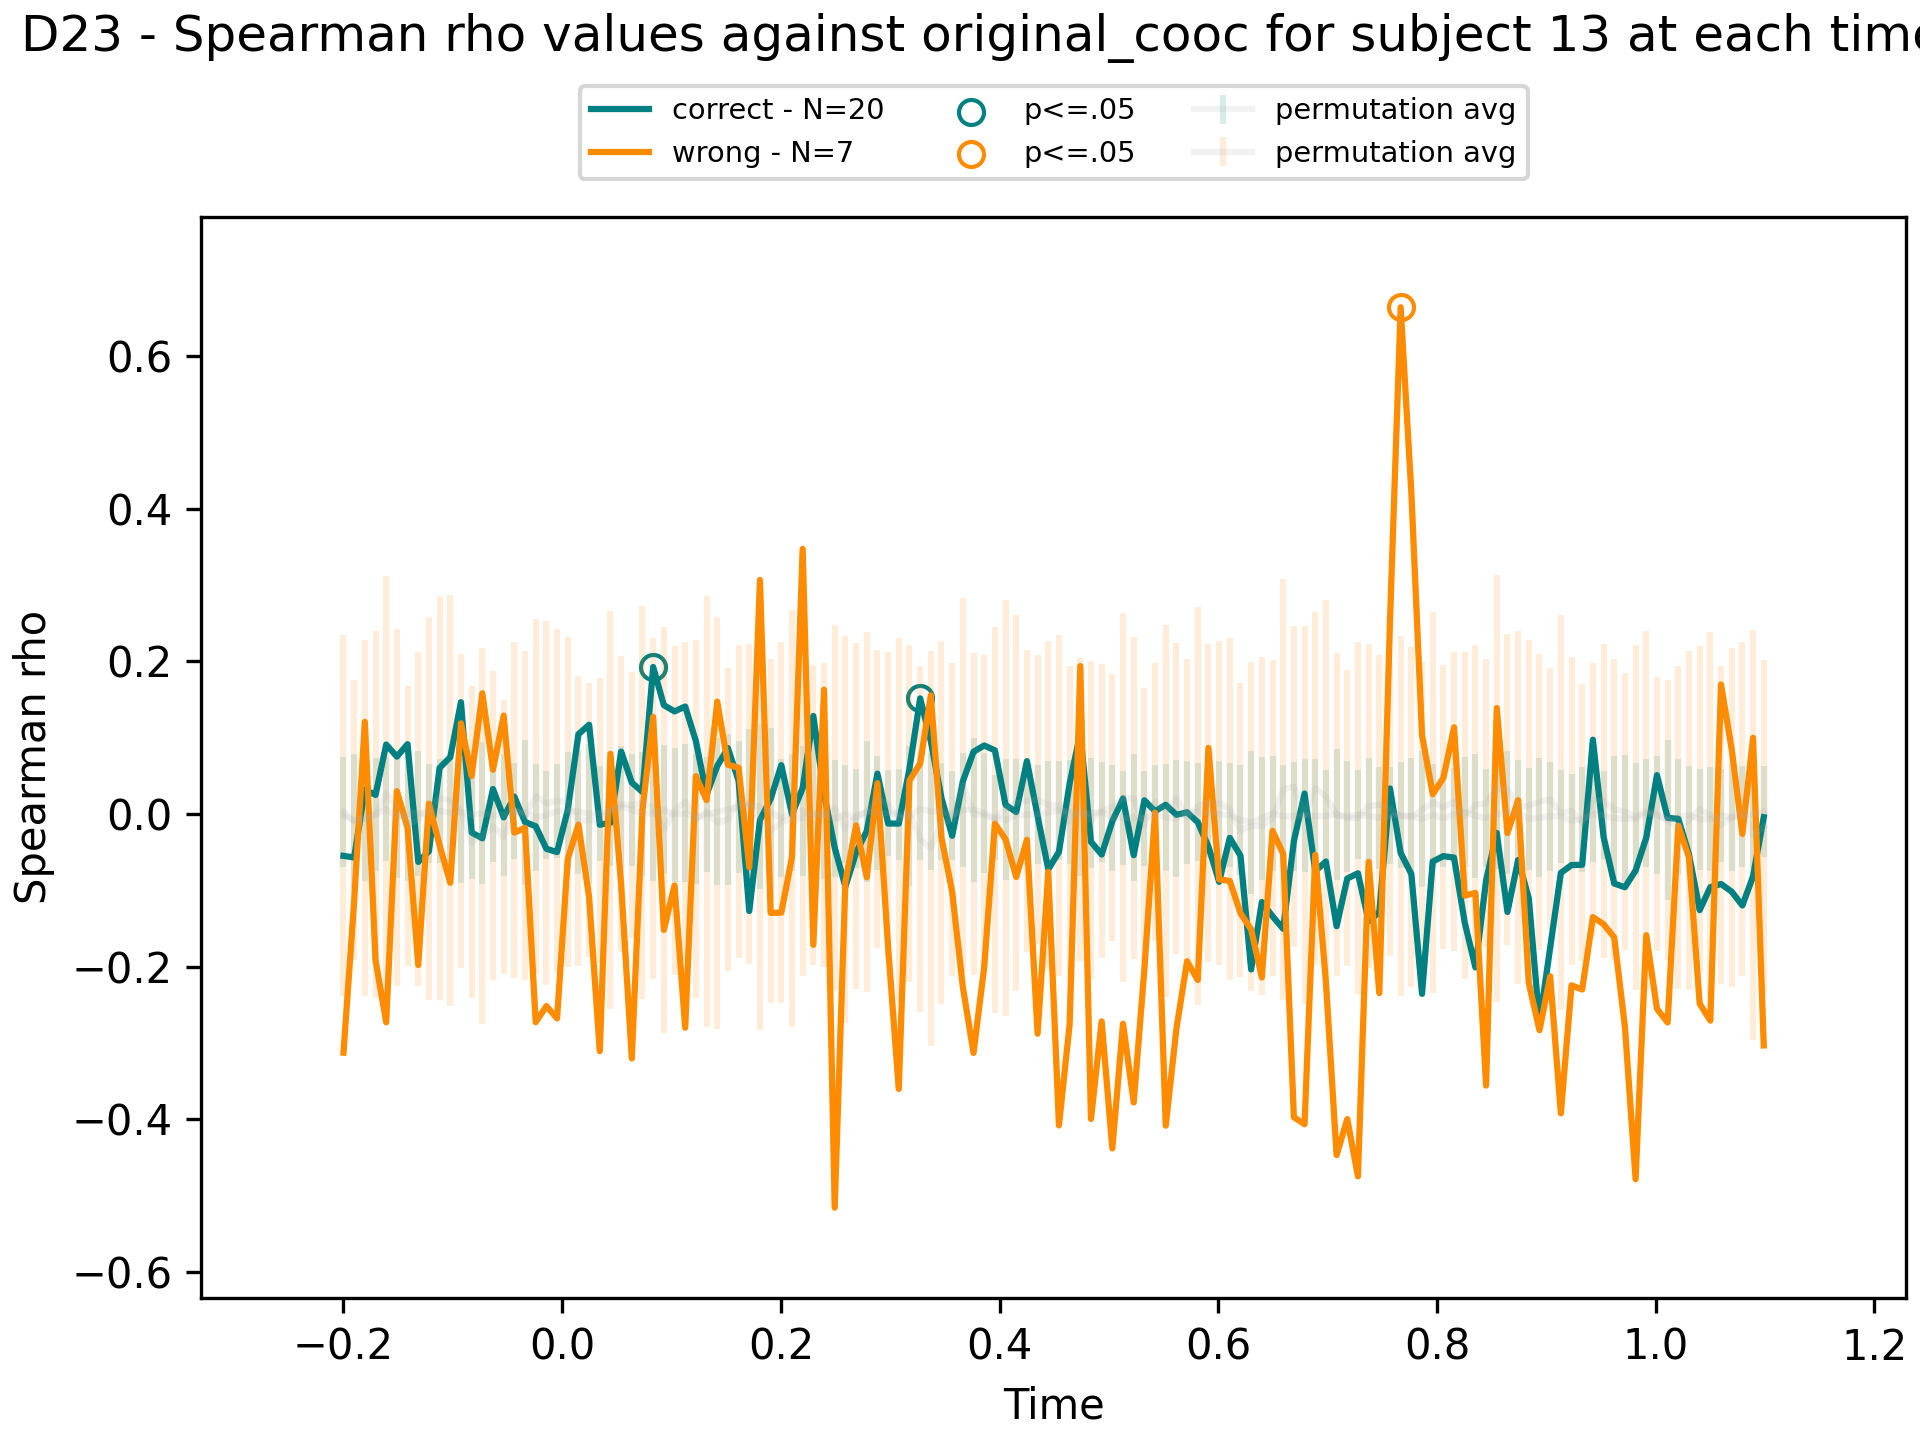 D23 - Spearman rho values against original_cooc for subject 13 at each time
correct - N=20 p<=.05 permutation avg
wrong - N=7 p<=.05 permutation avg
Spearman rho
0.6
0.4
0.2
0.0
−0.2
−0.4
−0.6
−0.2 0.0 0.2 0.4 0.6 0.8 1.0 1.2
Time